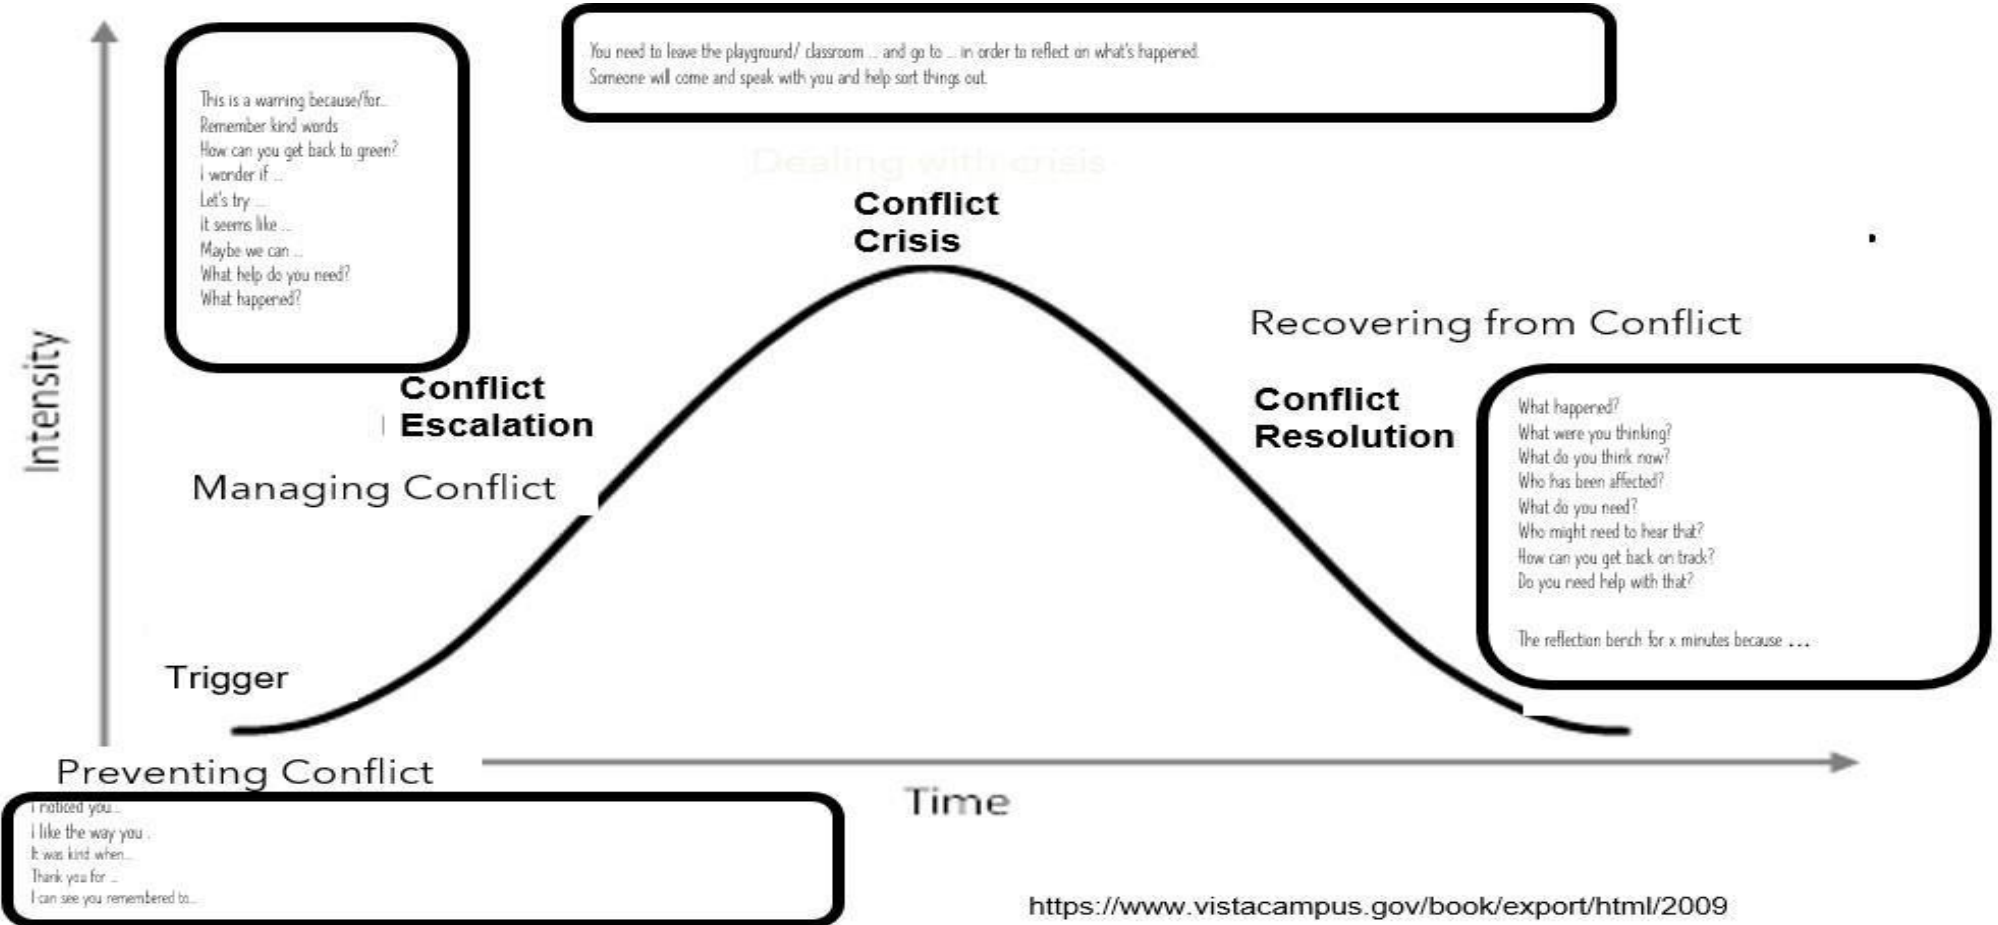 You need to leave the playground/ classroom ... and go to ... in order to reflect on what's happened.
Someone will come and speak with you and help sort things out.
This is a warning because/for...
Remember kind words
How can you get back to green?
I wonder if ...
Let's try ...
It seems like ...
Maybe we can ...
What help do you need?
What happened?
Dealing with crisis
Conflict
Crisis
Intensity
Conflict
Escalation
Managing Conflict
Recovering from Conflict
Conflict
Resolution
What happened?
What were you thinking?
What do you think now?
Who has been affected?
What do you need?
Who might need to hear that?
How can you get back on track?
Do you need help with that?
The reflection bench for x minutes because ...
Trigger
Preventing Conflict
I noticed you...
I like the way you .
It was kind when...
Thank you for ...
I can see you remembered to...
Time
https://www.vistacampus.gov/book/export/html/2009